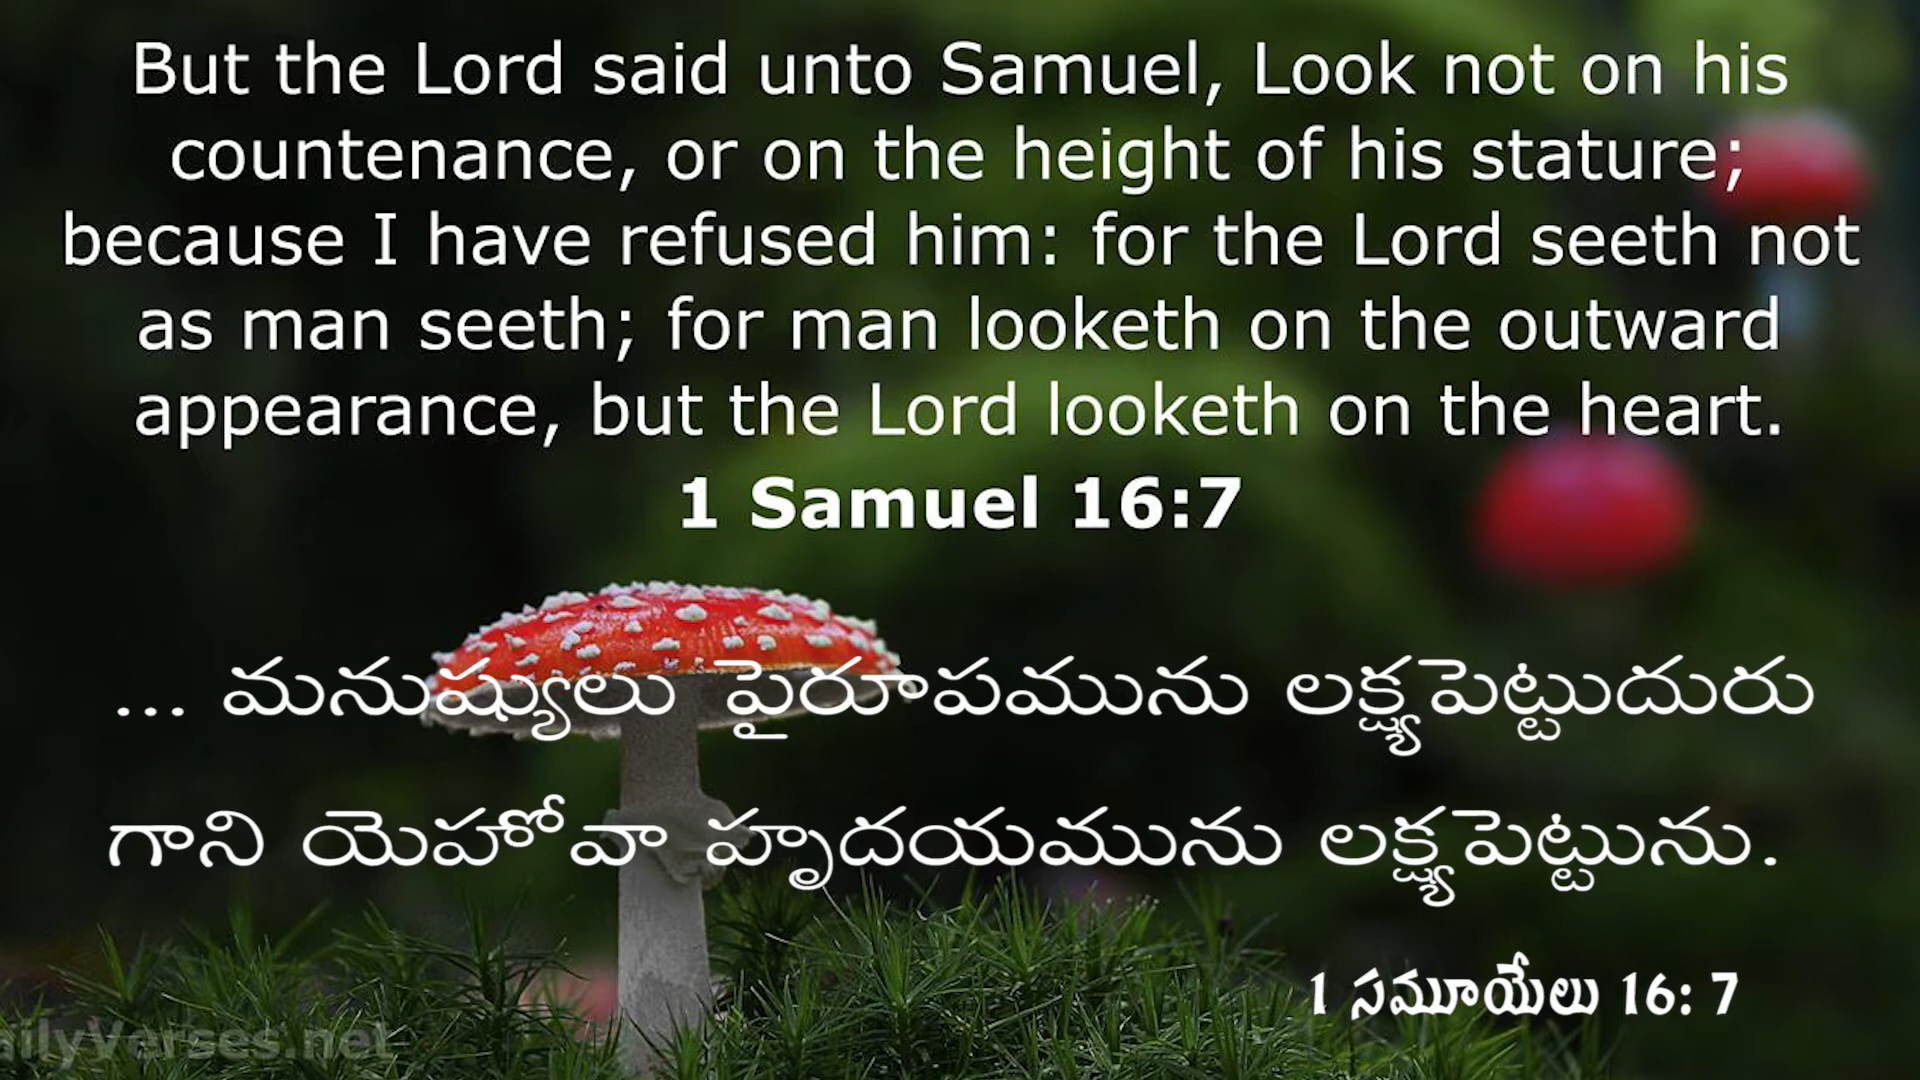 But the Lord said unto Samuel, Look not on his
countenance, or on the height of his stature;
because I have refused him: for the Lord seeth not
as man seeth; for man looketh on the outward
appearance, but the Lord looketh on the heart.
1 Samuel 16:7
... మనుష్యులు పైరూపమును లక్ష్యపెట్టుదురు
గాని యెహోవా హృదయమును లక్ష్యపెట్టును.
1 సమూయేలు 16: 7
ilyVerses.net